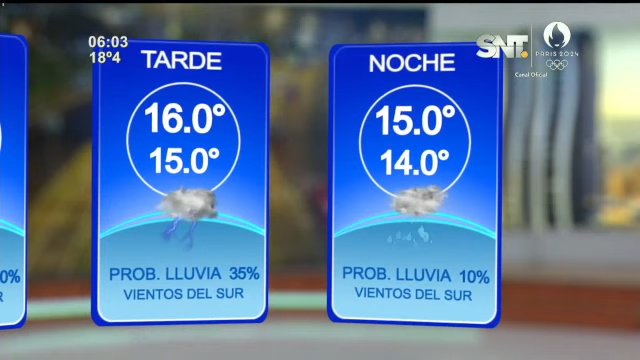 06:03
18°4
SNT.
PARIS 2024
Canal Oficial
TARDE
16.0°
15.0°
PROB. LLUVIA 35%
VIENTOS DEL SUR
NOCHE
15.0°
14.0°
PROB. LLUVIA 10%
VIENTOS DEL SUR
0%
R